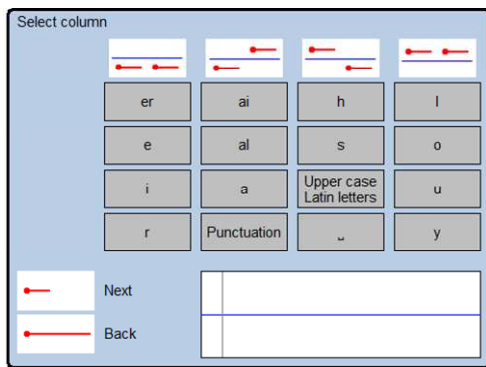 Select column
er ai h l
e al s o
i a Upper case
Latin letters u
r Punctuation ␣ y
Next
Back